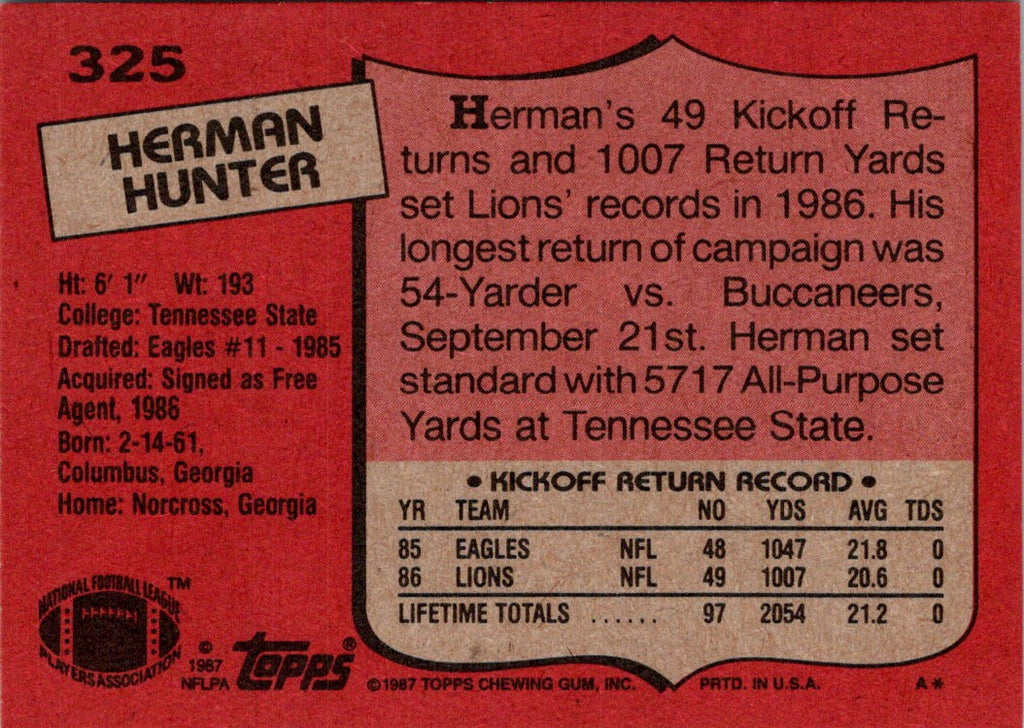 325
HERMAN
HUNTER
Ht: 6' 1" Wt: 193
College: Tennessee State
Drafted: Eagles #11 - 1985
Acquired: Signed as Free
Agent, 1986
Born: 2-14-61,
Columbus, Georgia
Home: Norcross, Georgia
Herman's 49 Kickoff Re-
turns and 1007 Return Yards
set Lions' records in 1986. His
longest return of campaign was
54-Yarder vs. Buccaneers,
September 21st. Herman set
standard with 5717 All-Purpose
Yards at Tennessee State.
• KICKOFF RETURN RECORD •
YR TEAM NO YDS AVG TDS
85 EAGLES NFL 48 1047 21.8 0
86 LIONS NFL 49 1007 20.6 0
LIFETIME TOTALS ...... 97 2054 21.2 0
NATIONAL FOOTBALL LEAGUE ™
PLAYERS ASSOCIATION
©
1987
NFLPA
Topps®
©1987 TOPPS CHEWING GUM, INC. PRTD. IN U.S.A. A*